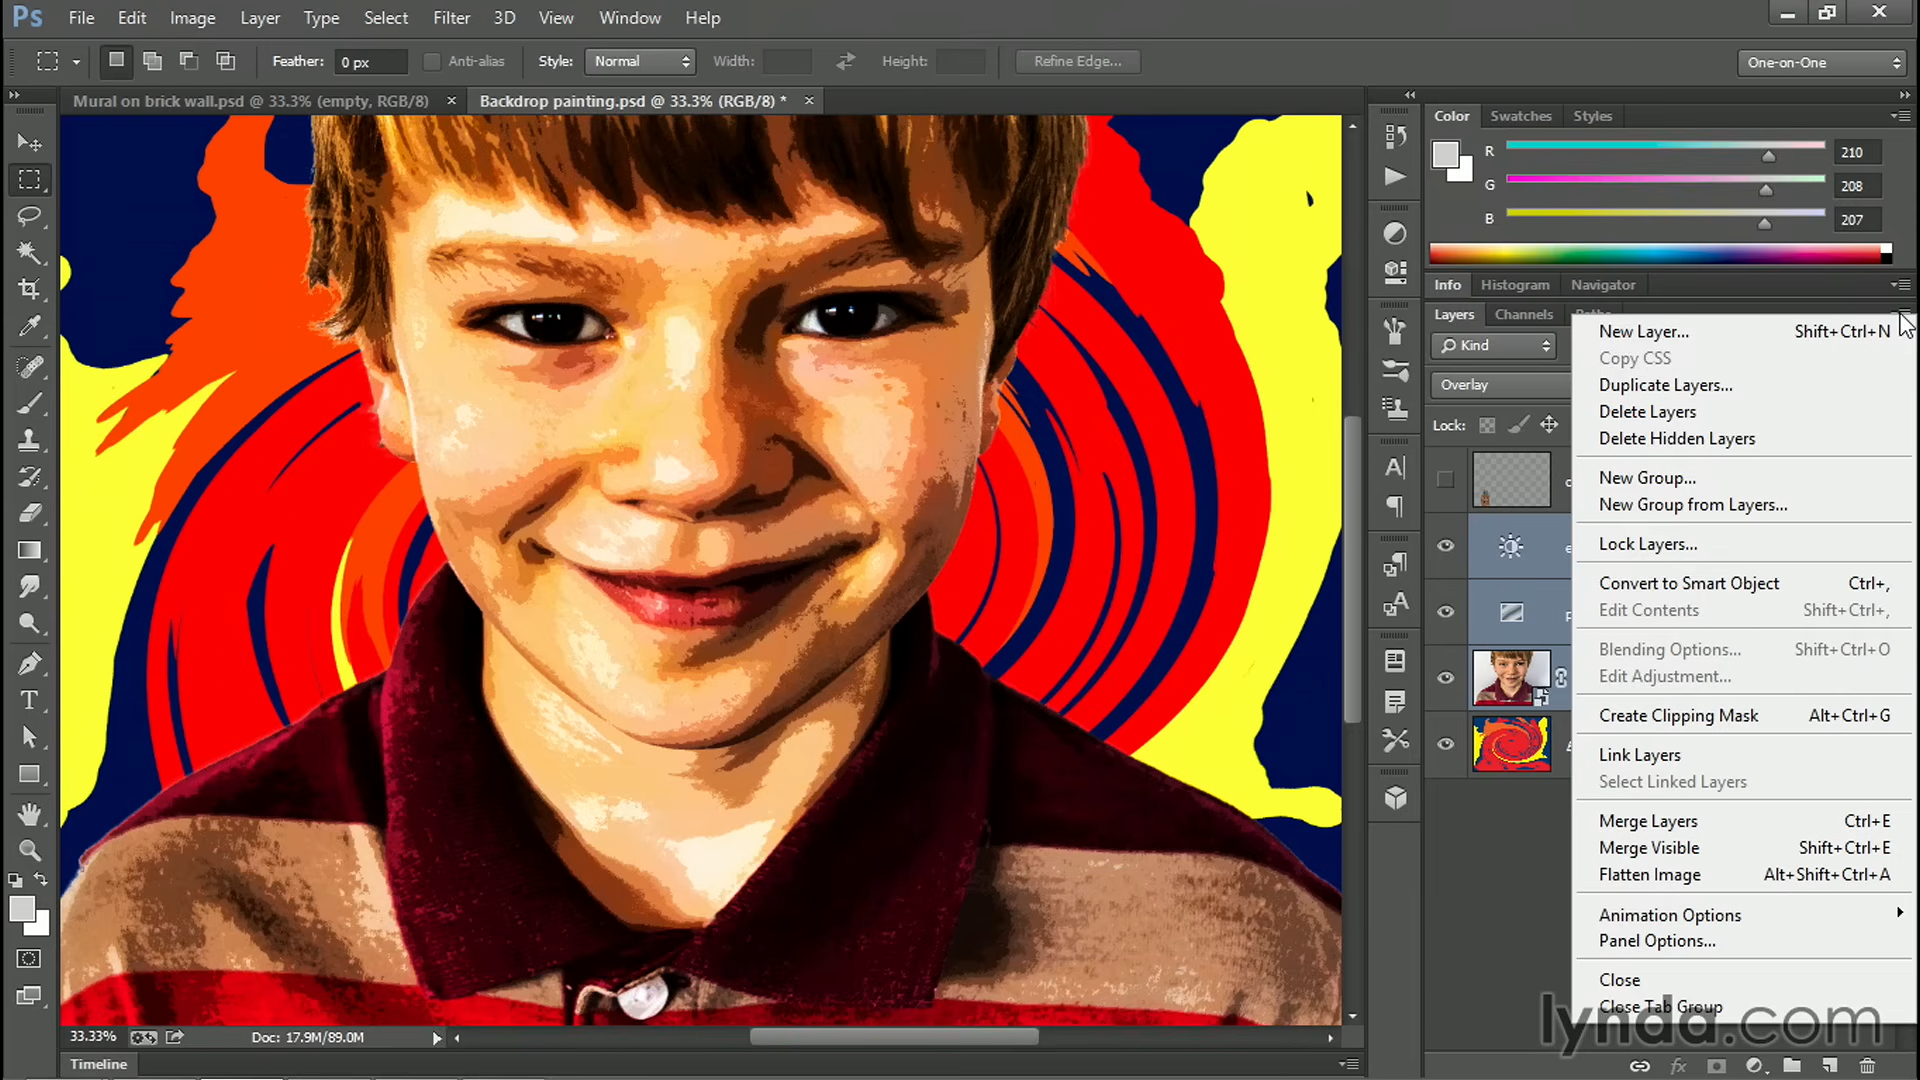 Ps File Edit Image Layer Type Select Filter 3D View Window Help
Feather: 0 px Anti-alias Style: Normal Width: Height: Refine Edge... One-on-One
Mural on brick wall.psd @ 33.3% (empty, RGB/8) × Backdrop painting.psd @ 33.3% (RGB/8) * ×
Color Swatches Styles
R 210
G 208
B 207
Info Histogram Navigator
Layers Channels
Kind
Overlay
Lock:
New Layer... Shift+Ctrl+N
Copy CSS
Duplicate Layers...
Delete Layers
Delete Hidden Layers
New Group...
New Group from Layers...
Lock Layers...
Convert to Smart Object Ctrl+,
Edit Contents Shift+Ctrl+,
Blending Options... Shift+Ctrl+O
Edit Adjustment...
Create Clipping Mask Alt+Ctrl+G
Link Layers
Select Linked Layers
Merge Layers Ctrl+E
Merge Visible Shift+Ctrl+E
Flatten Image Alt+Shift+Ctrl+A
Animation Options
Panel Options...
Close
Close Tab Group
lynda.com
33.33% Doc: 17.9M/89.0M
Timeline
fx